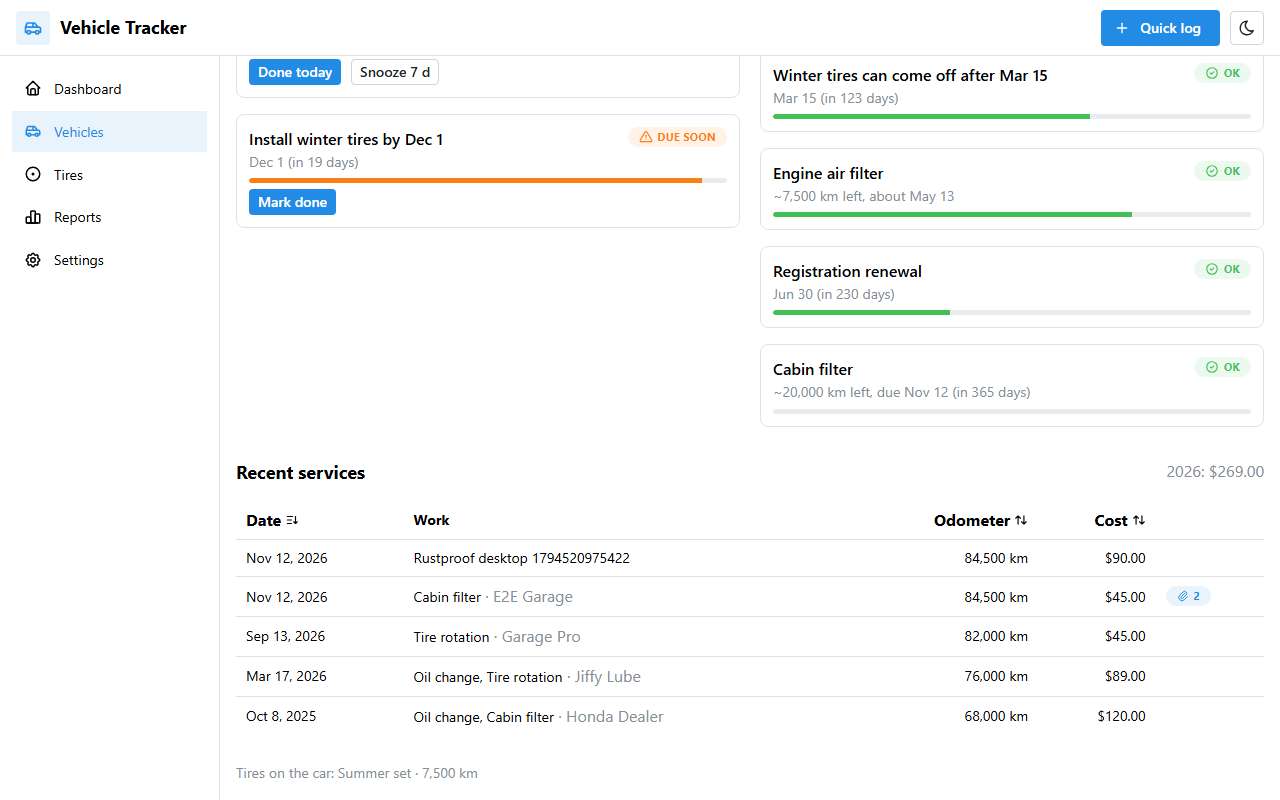 Vehicle Tracker
Quick log
Dashboard
Vehicles
Tires
Reports
Settings
Done today
Snooze 7 d
Install winter tires by Dec 1
DUE SOON
Dec 1 (in 19 days)
Mark done
Winter tires can come off after Mar 15
OK
Mar 15 (in 123 days)
Engine air filter
OK
~7,500 km left, about May 13
Registration renewal
OK
Jun 30 (in 230 days)
Cabin filter
OK
~20,000 km left, due Nov 12 (in 365 days)
Recent services
2026: $269.00
Date Work Odometer Cost
Nov 12, 2026 Rustproof desktop 1794520975422 84,500 km $90.00
Nov 12, 2026 Cabin filter · E2E Garage 84,500 km $45.00 2
Sep 13, 2026 Tire rotation · Garage Pro 82,000 km $45.00
Mar 17, 2026 Oil change, Tire rotation · Jiffy Lube 76,000 km $89.00
Oct 8, 2025 Oil change, Cabin filter · Honda Dealer 68,000 km $120.00
Tires on the car: Summer set · 7,500 km